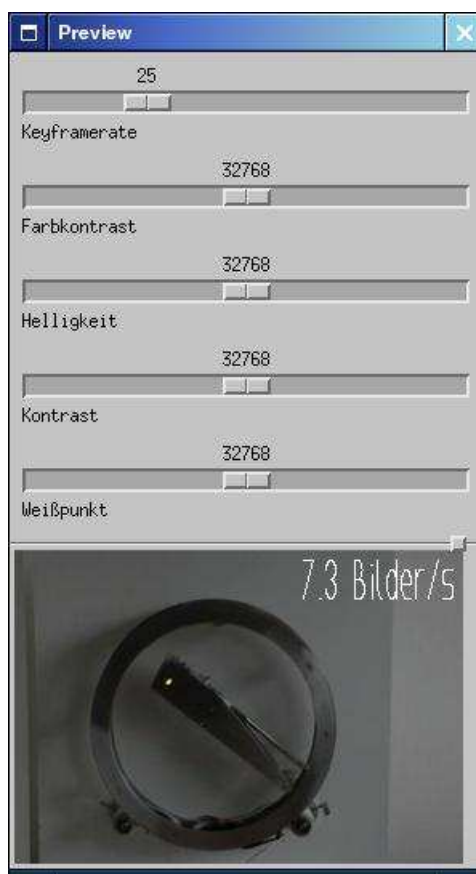 Preview
25
Keyframerate
32768
Farbkontrast
32768
Helligkeit
32768
Kontrast
32768
Weißpunkt
7.3 Bilder/s